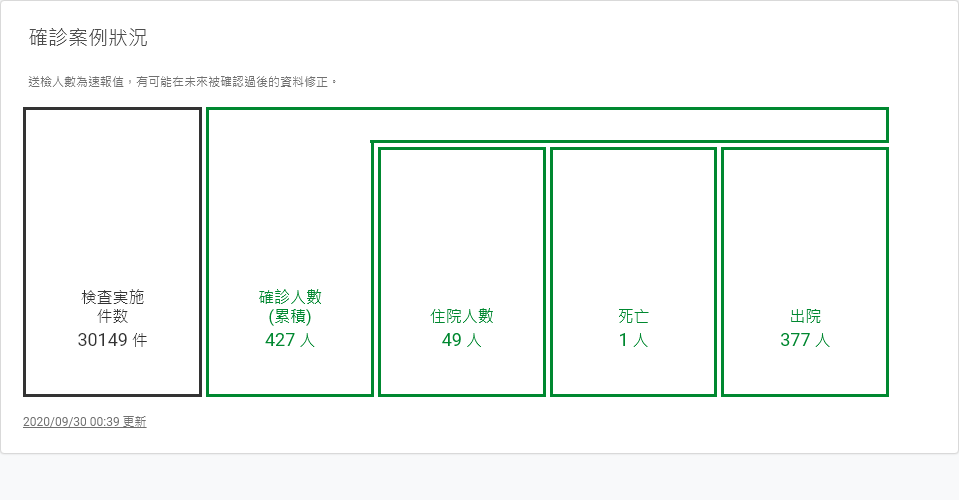 確診案例狀況
送檢人數為速報值，有可能在未來被確認過後的資料修正。
検査実施
件数
30149 件
確診人數
(累積)
427 人
住院人數
49 人
死亡
1 人
出院
377 人
2020/09/30 00:39 更新